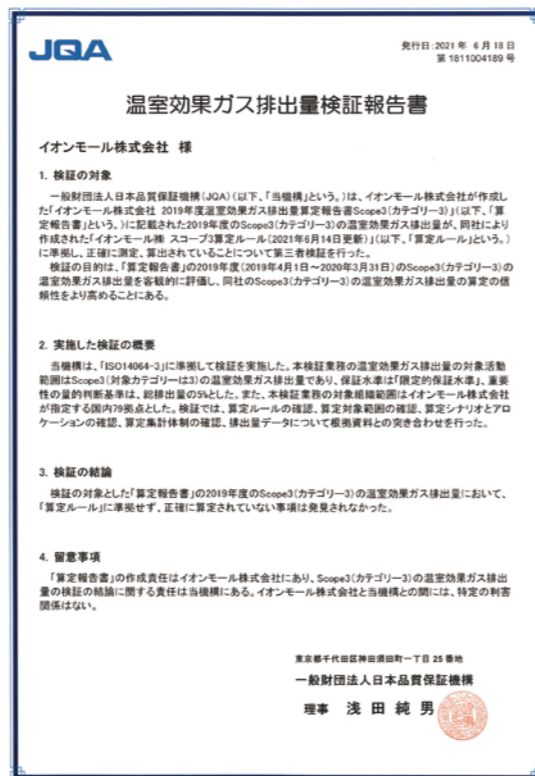 JQA
発行日：2021 年 6 月 18 日
第 1811004189 号
温室効果ガス排出量検証報告書
イオンモール株式会社 様
1. 検証の対象
一般財団法人日本品質保証機構(JQA)(以下、「当機構」という。)は、イオンモール株式会社が作成し
た「イオンモール株式会社 2019年度温室効果ガス排出量算定報告書Scope3(カテゴリー3)」(以下、「算
定報告書」という。)に記載された2019年度のScope3(カテゴリー3)の温室効果ガス排出量が、同社により
作成された「イオンモール㈱ スコープ3算定ルール(2021年6月14日更新)」(以下、「算定ルール」という。)
に準拠し、正確に測定、算出されていることについて第三者検証を行った。
検証の目的は、「算定報告書」の2019年度(2019年4月1日～2020年3月31日)のScope3(カテゴリー3)の
温室効果ガス排出量を客観的に評価し、同社のScope3(カテゴリー3)の温室効果ガス排出量の算定の信
頼性をより高めることにある。
2. 実施した検証の概要
当機構は、「ISO14064-3」に準拠して検証を実施した。本検証業務の温室効果ガス排出量の対象活動
範囲はScope3(対象カテゴリーは3)の温室効果ガス排出量であり、保証水準は「限定的保証水準」、重要
性の量的判断基準は、総排出量の5%とした。また、本検証業務の対象組織範囲はイオンモール株式会社
が指定する国内79拠点とした。検証では、算定ルールの確認、算定対象範囲の確認、算定シナリオとアロ
ケーションの確認、算定集計体制の確認、排出量データについて根拠資料との突き合わせを行った。
3. 検証の結論
検証の対象とした「算定報告書」の2019年度のScope3(カテゴリー3)の温室効果ガス排出量において、
「算定ルール」に準拠せず、正確に算定されていない事項は発見されなかった。
4. 留意事項
「算定報告書」の作成責任はイオンモール株式会社にあり、Scope3(カテゴリー3)の温室効果ガス排出
量の検証の結論に関する責任は当機構にある。イオンモール株式会社と当機構との間には、特定の利害
関係はない。
東京都千代田区神田須田町一丁目 25 番地
一般財団法人日本品質保証機構
理事 浅 田 純 男